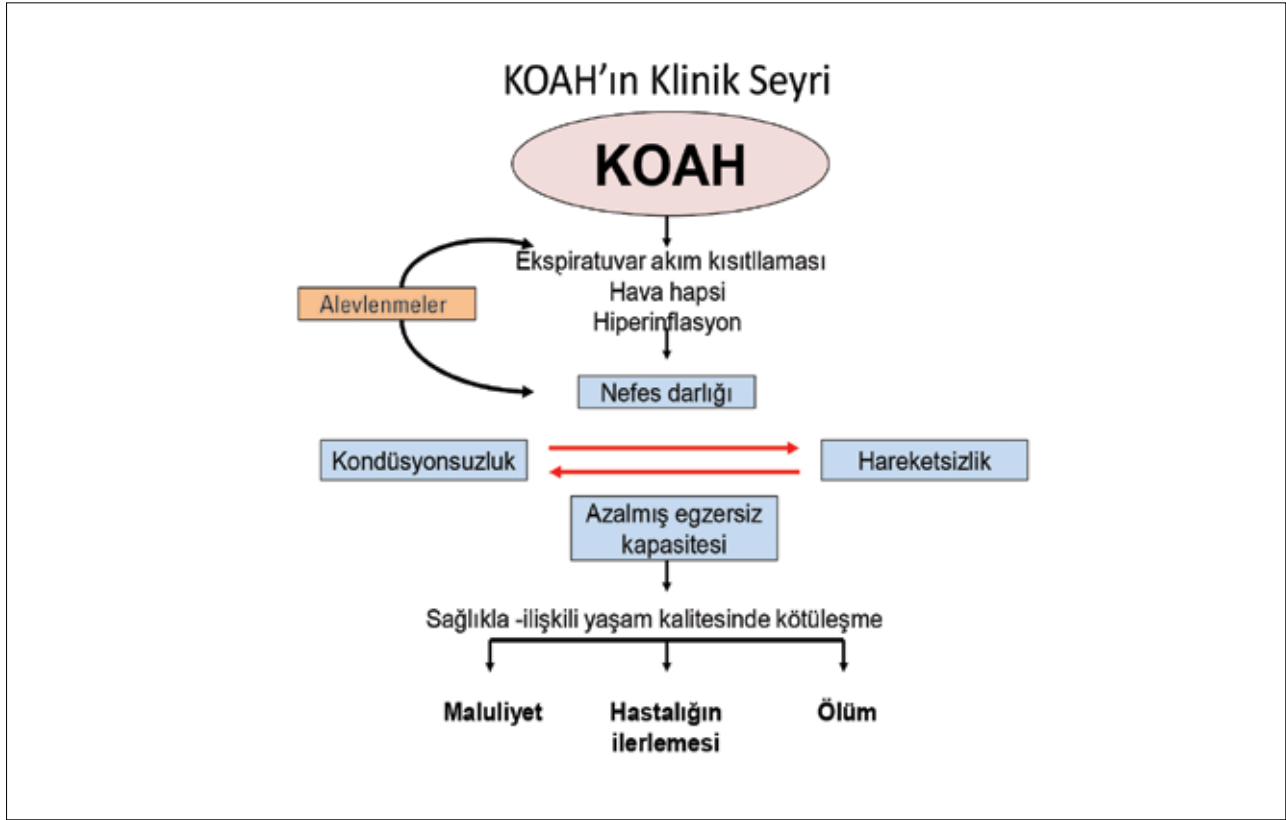 KOAH'ın Klinik Seyri
KOAH
Ekspiratuvar akım kısıtllaması
Hava hapsi
Hiperinflasyon
Alevlenmeler
Nefes darlığı
Kondüsyonsuzluk
Hareketsizlik
Azalmış egzersiz
kapasitesi
Sağlıkla -ilişkili yaşam kalitesinde kötüleşme
Maluliyet
Hastalığın
ilerlemesi
Ölüm